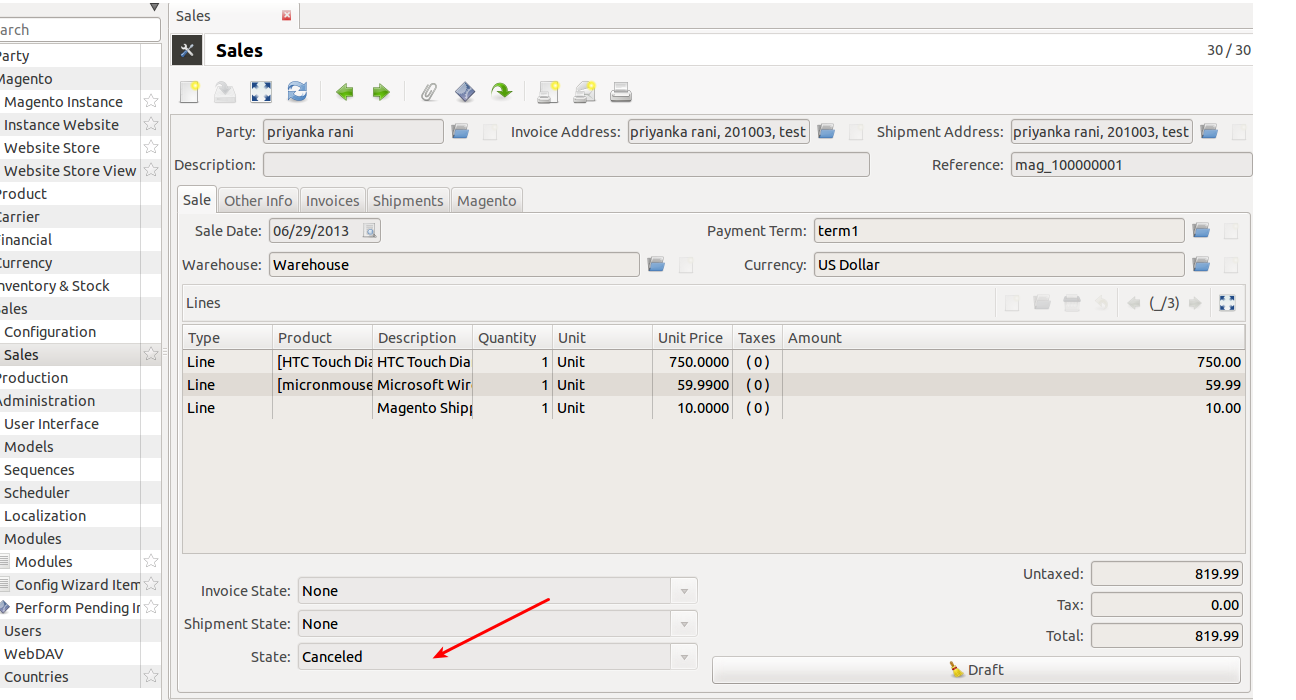 Sales
arch
Sales
30 / 30
arty
Magento
Magento Instance
Instance Website
Website Store
Website Store View
roduct
arrier
inancial
urrency
nventory & Stock
ales
Configuration
Sales
roduction
dministration
User Interface
Models
Sequences
Scheduler
Localization
Modules
Modules
Config Wizard Item
Perform Pending In
Users
WebDAV
Countries
Party: priyanka rani
Invoice Address: priyanka rani, 201003, test
Shipment Address: priyanka rani, 201003, test
Description:
Reference: mag_100000001
Sale Other Info Invoices Shipments Magento
Sale Date: 06/29/2013
Payment Term: term1
Warehouse: Warehouse
Currency: US Dollar
Lines
(_/3)
Type Product Description Quantity Unit Unit Price Taxes Amount
Line [HTC Touch Dia HTC Touch Dia 1 Unit 750.0000 ( 0 ) 750.00
Line [micronmouse Microsoft Wir 1 Unit 59.9900 ( 0 ) 59.99
Line Magento Shipp 1 Unit 10.0000 ( 0 ) 10.00
Invoice State: None
Shipment State: None
State: Canceled
Untaxed: 819.99
Tax: 0.00
Total: 819.99
Draft